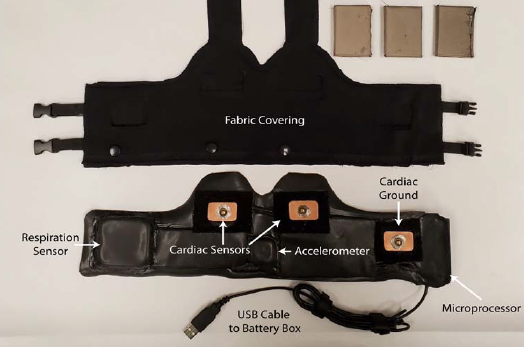 Fabric Covering
Cardiac
Ground
Respiration
Sensor
Cardiac Sensors
Accelerometer
Microprocessor
USB Cable
to Battery Box